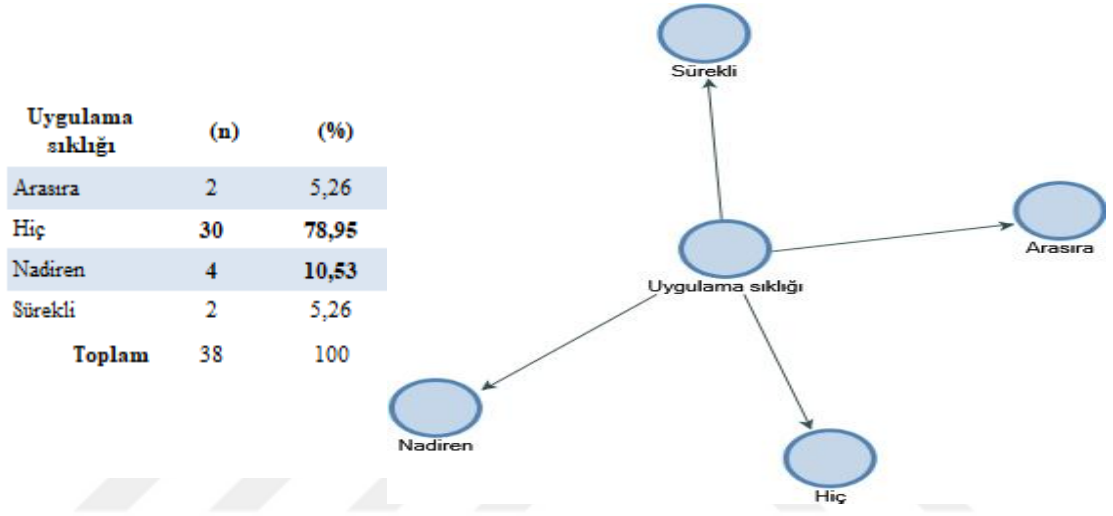 Uygulama sıklığı (n) (%)
Arasıra 2 5,26
Hiç 30 78,95
Nadiren 4 10,53
Sürekli 2 5,26
Toplam 38 100
Sürekli
Arasıra
Uygulama sıklığı
Nadiren
Hiç